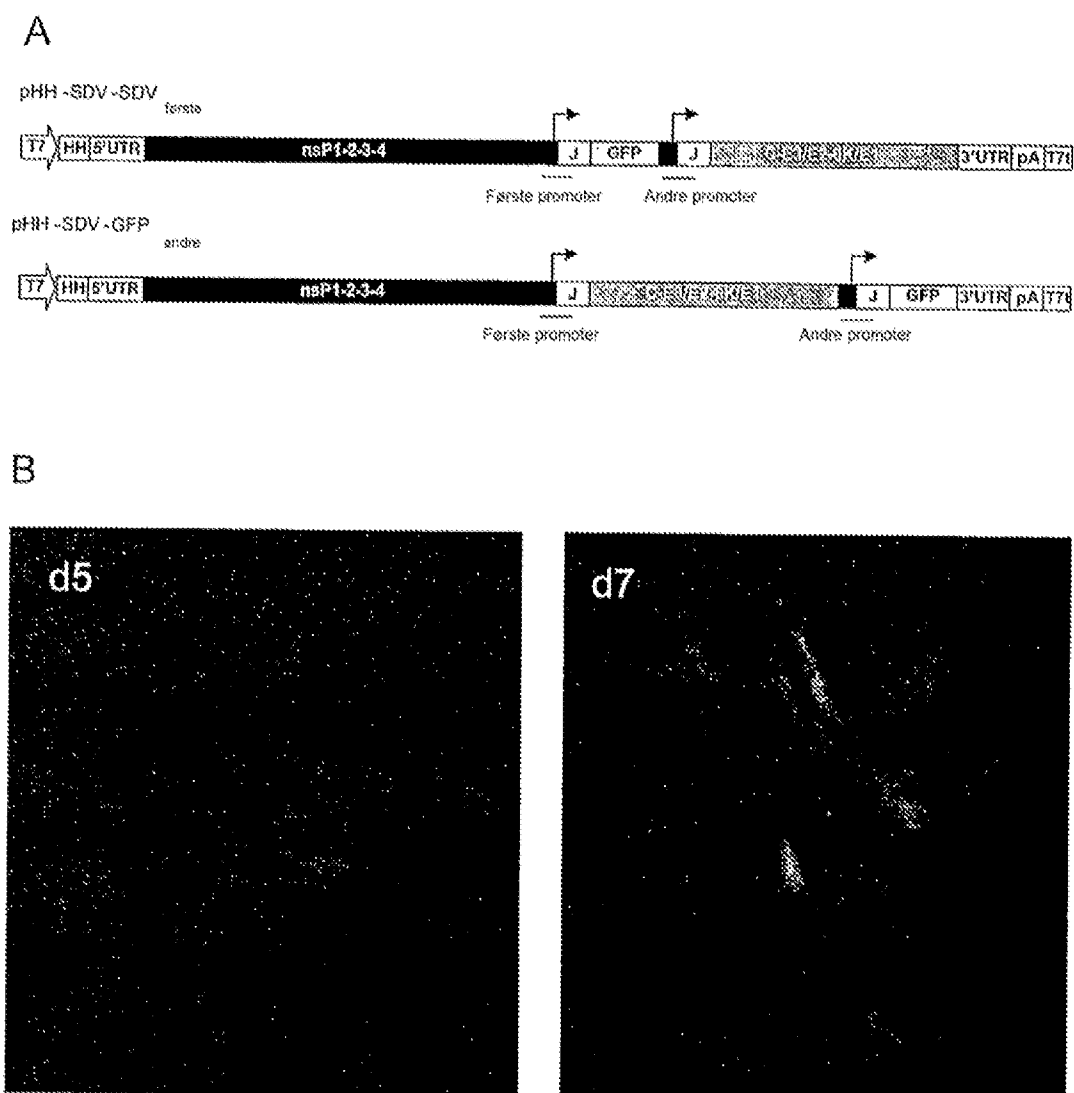 A
pHH -SDV -SDV første
T7 HH 5'UTR nsP1-2-3-4 J GFP J 3'UTR pA T7t
Første promoter Andre promoter
pHH -SDV -GFP andre
T7 HH 5'UTR nsP1-2-3-4 J J GFP 3'UTR pA T7t
Første promoter Andre promoter
B
d5 d7